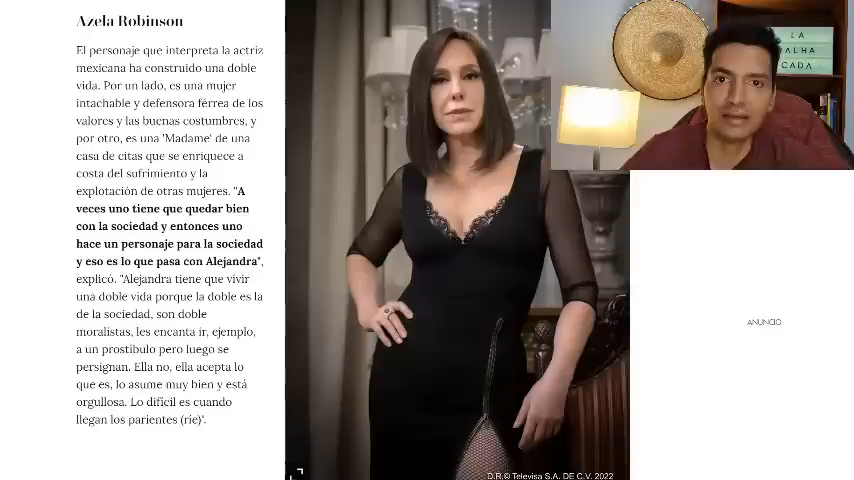 Azela Robinson
El personaje que interpreta la actriz
mexicana ha construido una doble
vida. Por un lado, es una mujer
intachable y defensora férrea de los
valores y las buenas costumbres, y
por otro, es una 'Madame' de una
casa de citas que se enriquece a
costa del sufrimiento y la
explotación de otras mujeres. "A
veces uno tiene que quedar bien
con la sociedad y entonces uno
hace un personaje para la sociedad
y eso es lo que pasa con Alejandra",
explicó. "Alejandra tiene que vivir
una doble vida porque la doble es la
de la sociedad, son doble
moralistas, les encanta ir, ejemplo,
a un prostíbulo pero luego se
persignan. Ella no, ella acepta lo
que es, lo asume muy bien y está
orgullosa. Lo difícil es cuando
llegan los parientes (ríe)".
LA
ALHA
CADA
ANUNCIO
D.R.© Televisa S.A. DE C.V. 2022